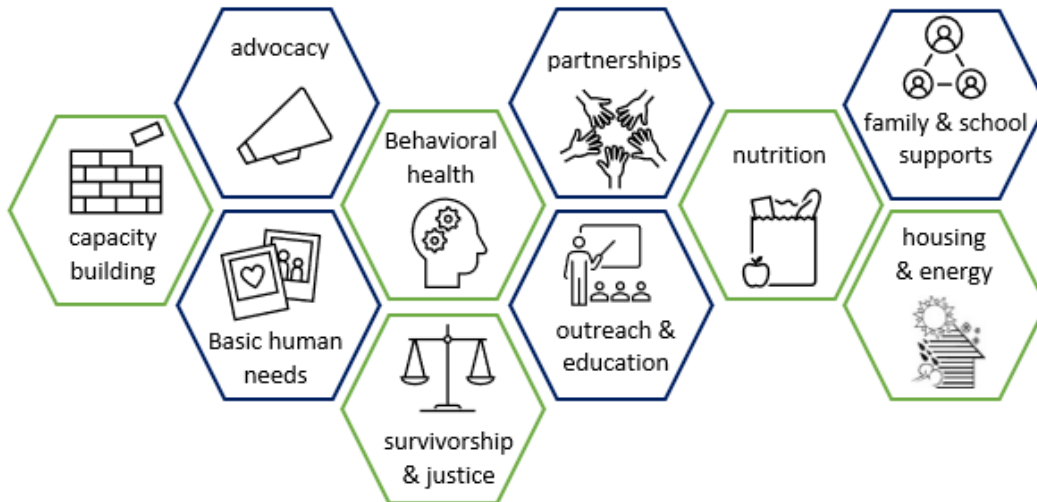 advocacy
partnerships
family & school
supports
Behavioral
health
nutrition
capacity
building
housing
& energy
Basic human
needs
outreach &
education
survivorship
& justice